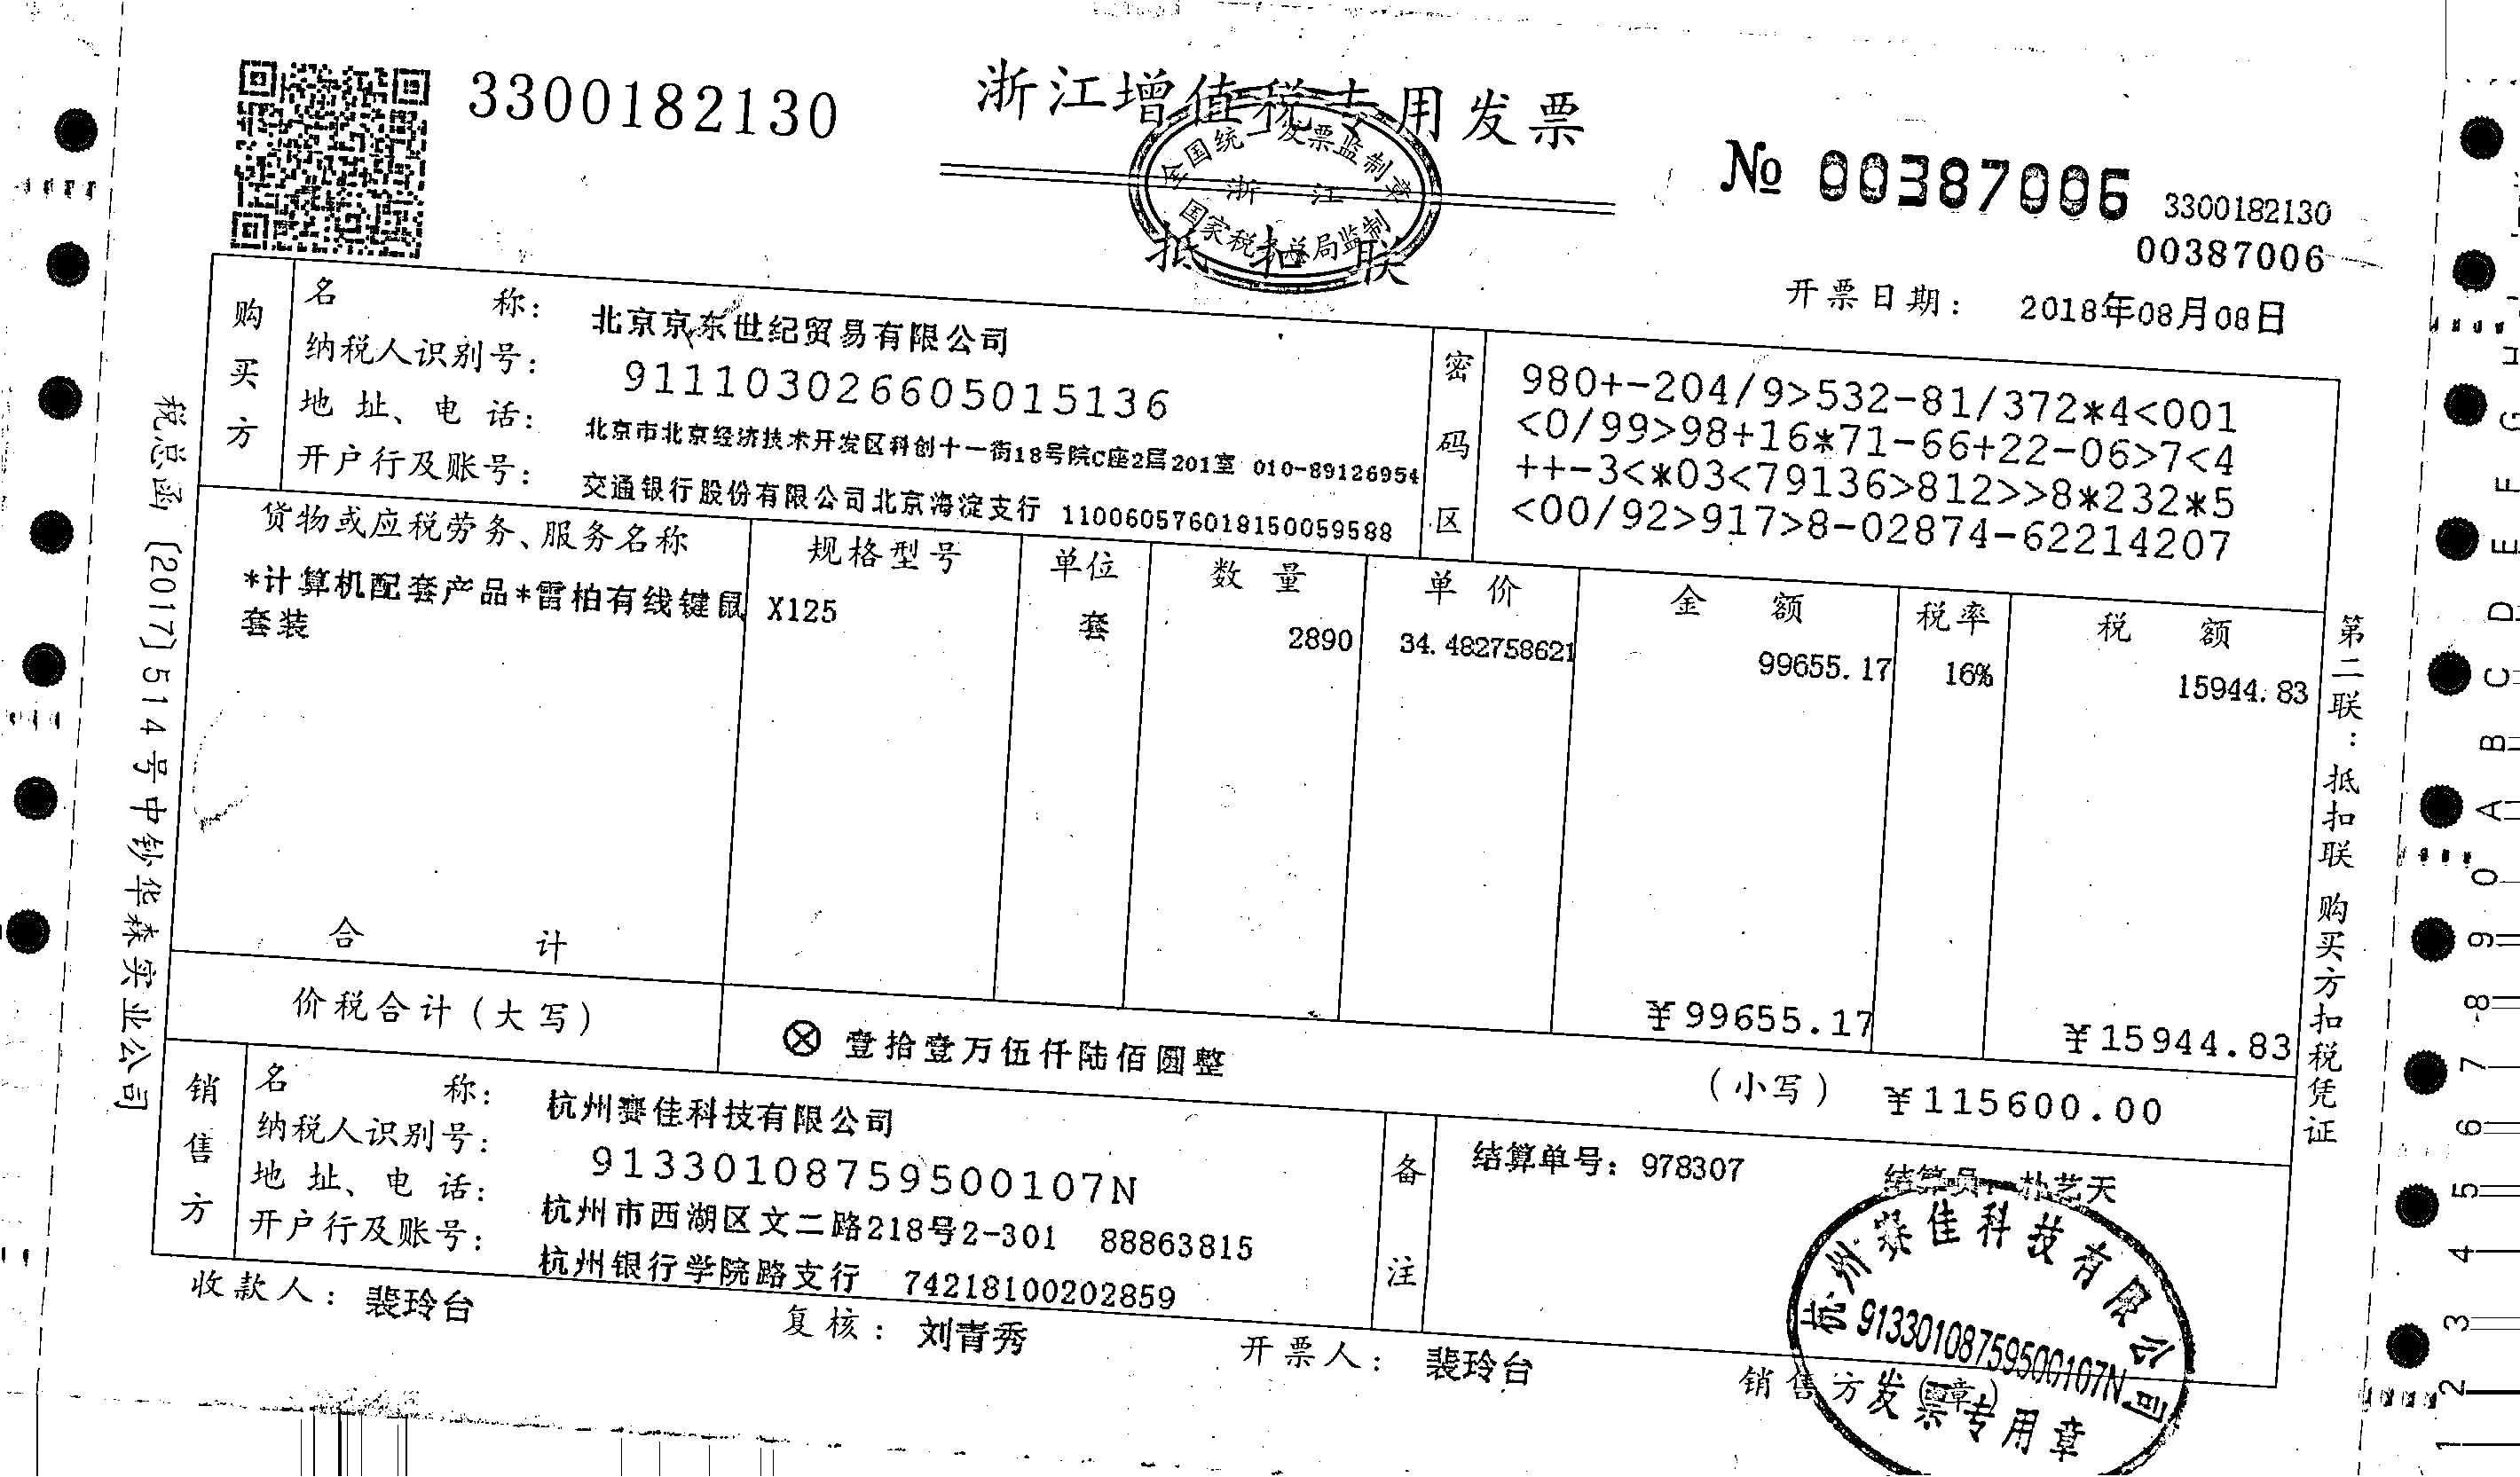 3300182130
浙江增值税专用发票
全国统一发票监制章
浙江
国家税务总局监制
抵扣联
№ 00387006
3300182130
00387006
开票日期: 2018年08月08日
购买方
名称: 北京京东世纪贸易有限公司
纳税人识别号: 911103026605015136
地址、电话: 北京市北京经济技术开发区科创十一街18号院C座2层201室 010-89126954
开户行及账号: 交通银行股份有限公司北京海淀支行 110060576018150059588
密码区
980+-204/9>532-81/372*4<001
<0/99>98+16*71-66+22-06>7<4
++-3<*03<79136>812>>8*232*5
<00/92>917>8-02874-62214207
货物或应税劳务、服务名称 规格型号 单位 数量 单价 金额 税率 税额
*计算机配套产品*雷柏有线键鼠 X125 套 2890 34.482758621 99655.17 16% 15944.83
套装
合计 ¥99655.17 ¥15944.83
价税合计(大写) ⊗壹拾壹万伍仟陆佰圆整 (小写) ¥115600.00
销售方
名称: 杭州赛佳科技有限公司
纳税人识别号: 91330108759500107N
地址、电话: 杭州市西湖区文二路218号2-301 88863815
开户行及账号: 杭州银行学院路支行 74218100202859
备注
结算单号: 978307 结算员: 朴艺天
收款人: 裴玲台 复核: 刘青秀 开票人: 裴玲台 销售方(章)
杭州赛佳科技有限公司
91330108759500107N
发票专用章
税总函〔2017〕514号中钞华森实业公司
第二联:抵扣联 购买方扣税凭证
H G F E D C B A 0 9 8 7 6 5 4 3 2 1